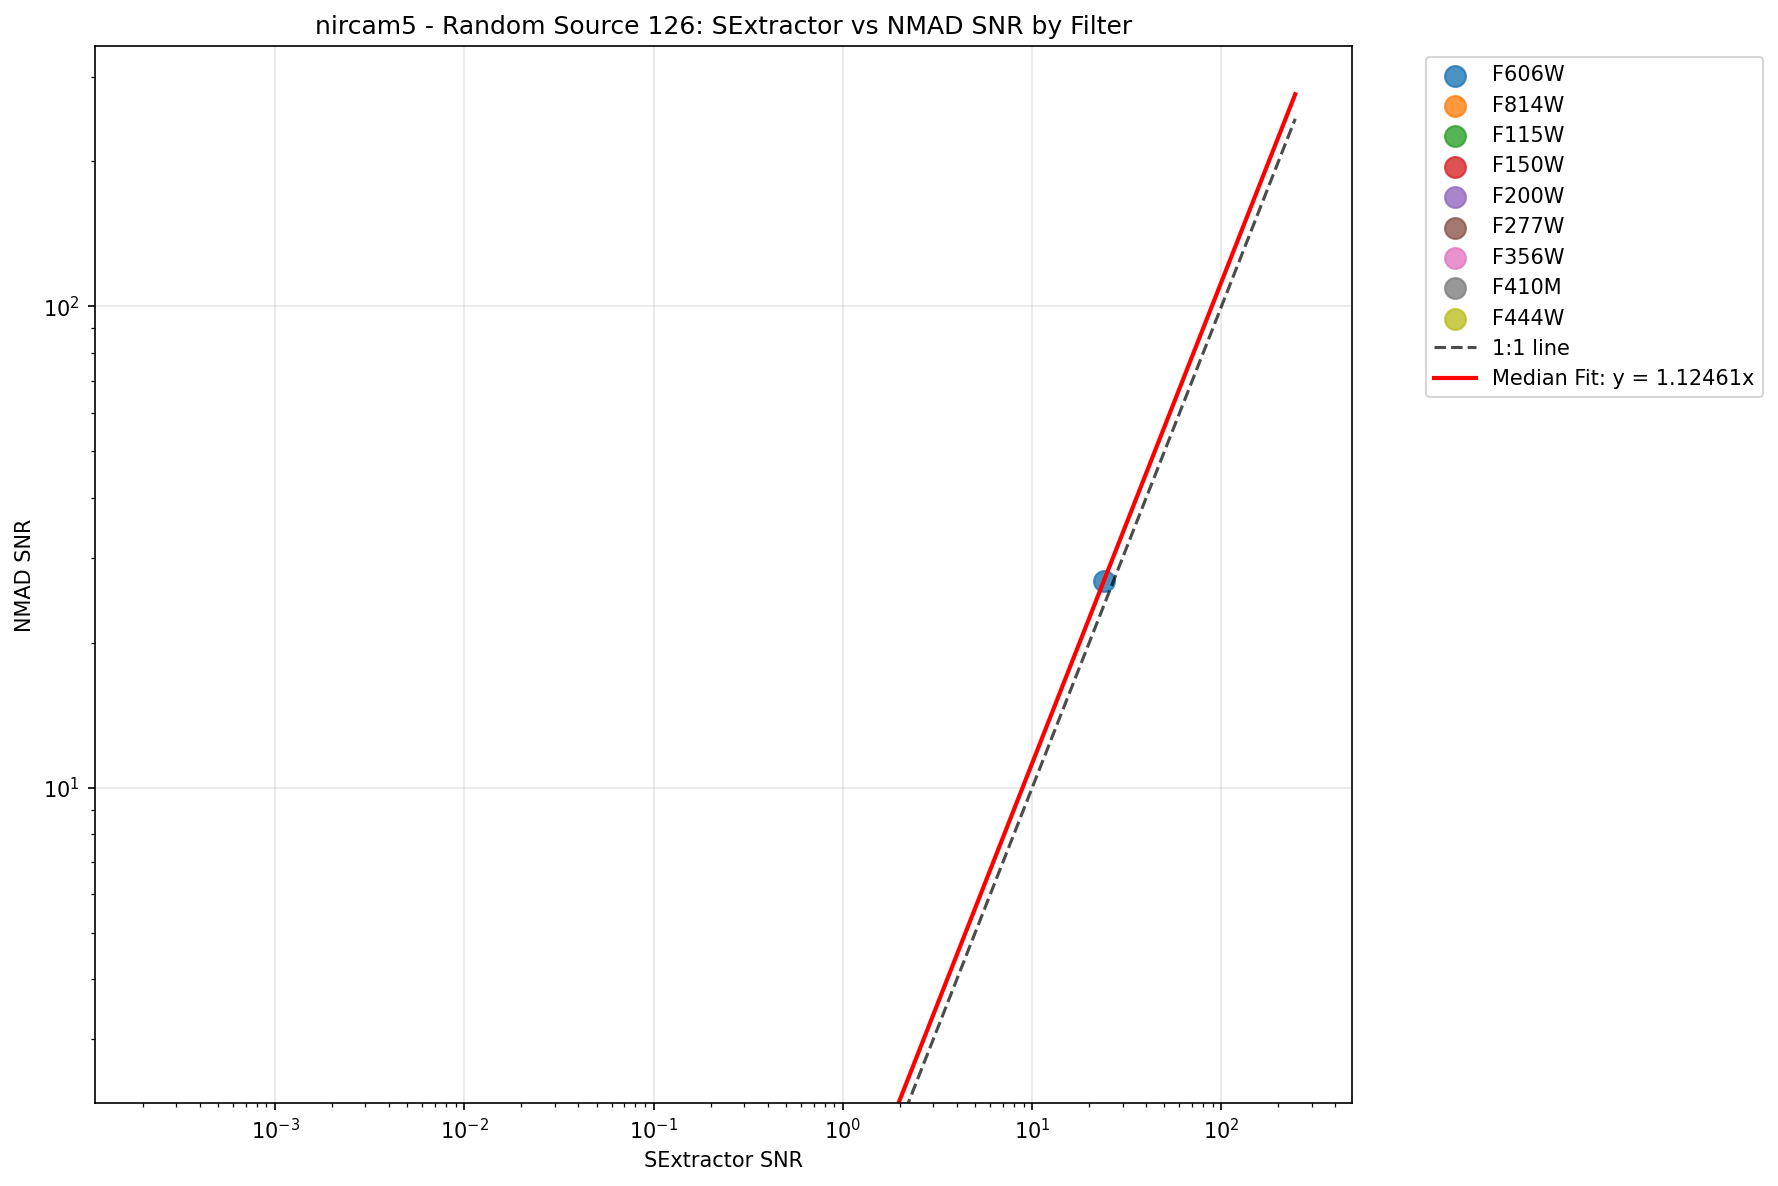 nircam5 - Random Source 126: SExtractor vs NMAD SNR by Filter
F606W
F814W
F115W
F150W
F200W
F277W
F356W
F410M
F444W
1:1 line
Median Fit: y = 1.12461x
NMAD SNR
10²
10¹
10⁻³ 10⁻² 10⁻¹ 10⁰ 10¹ 10²
SExtractor SNR